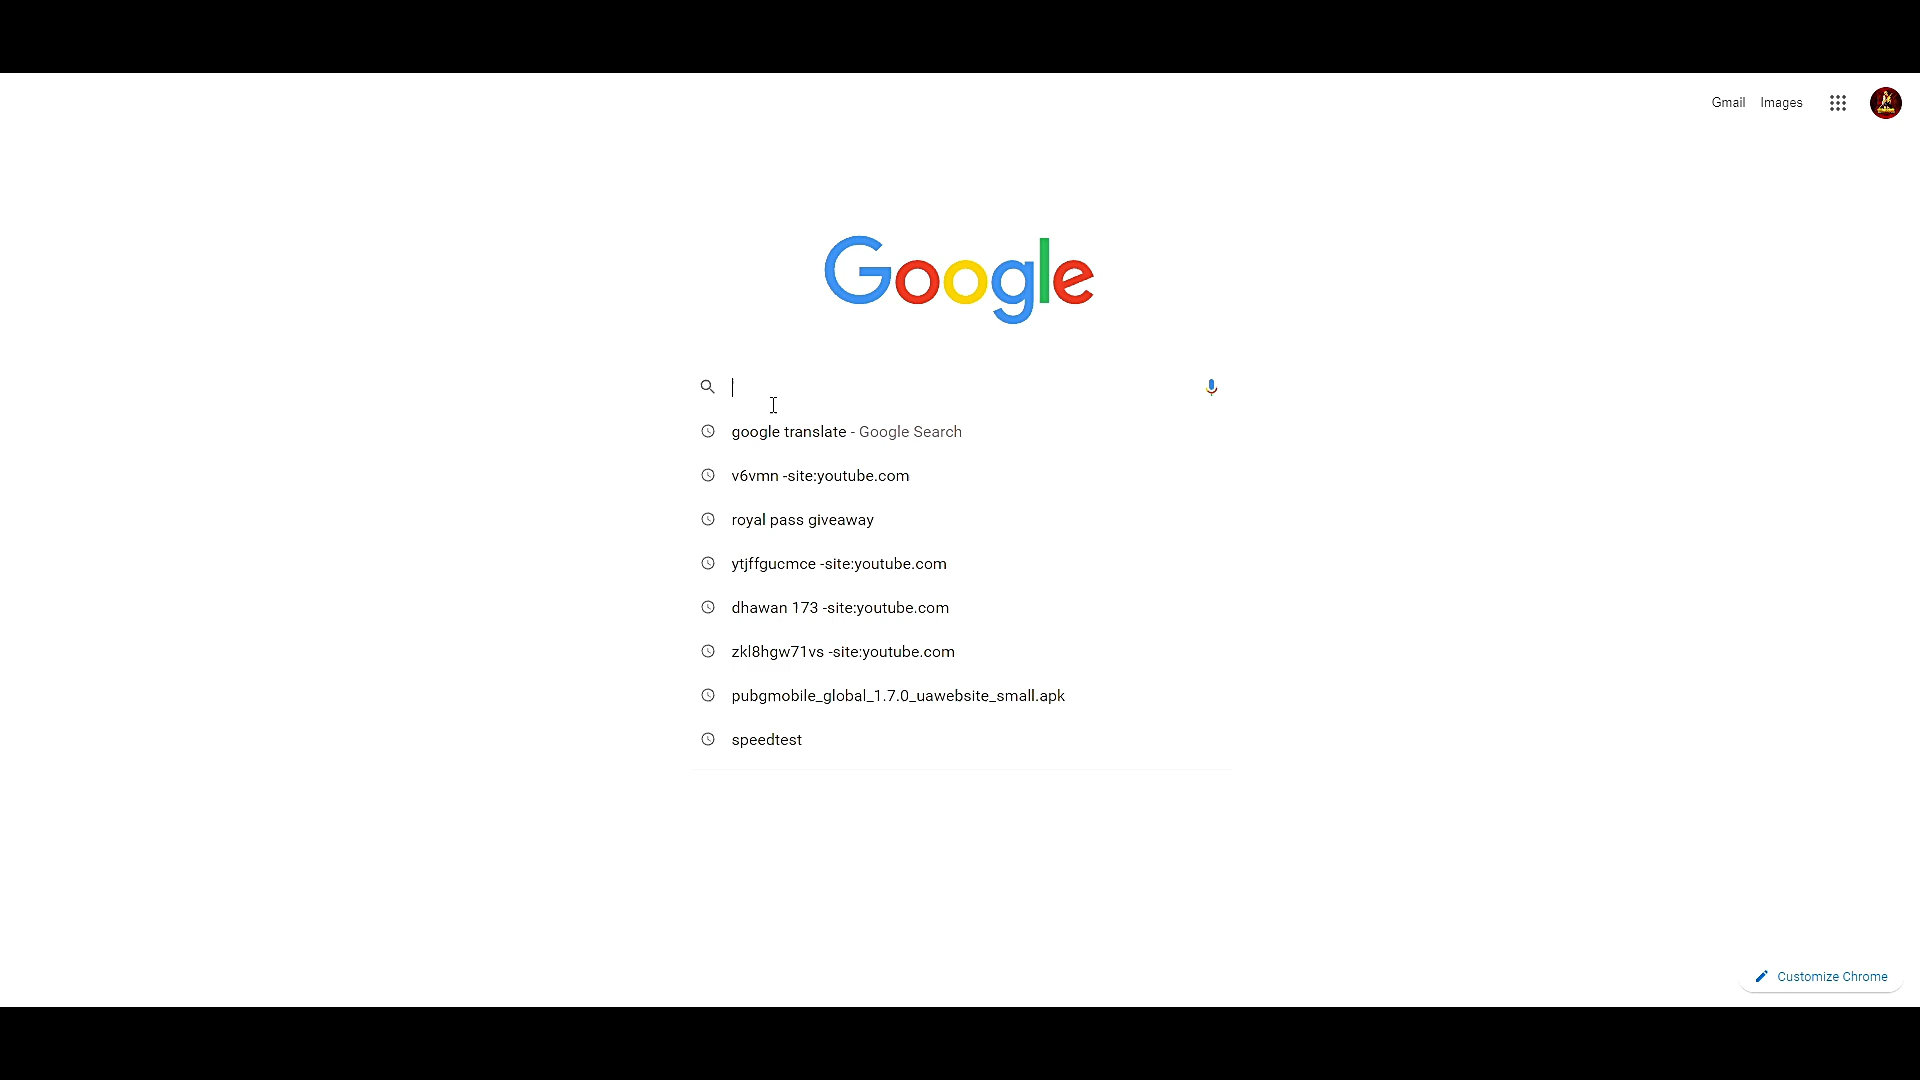 Gmail Images
Google
google translate - Google Search
v6vmn -site:youtube.com
royal pass giveaway
ytjffgucmce -site:youtube.com
dhawan 173 -site:youtube.com
zkl8hgw71vs -site:youtube.com
pubgmobile_global_1.7.0_uawebsite_small.apk
speedtest
Customize Chrome